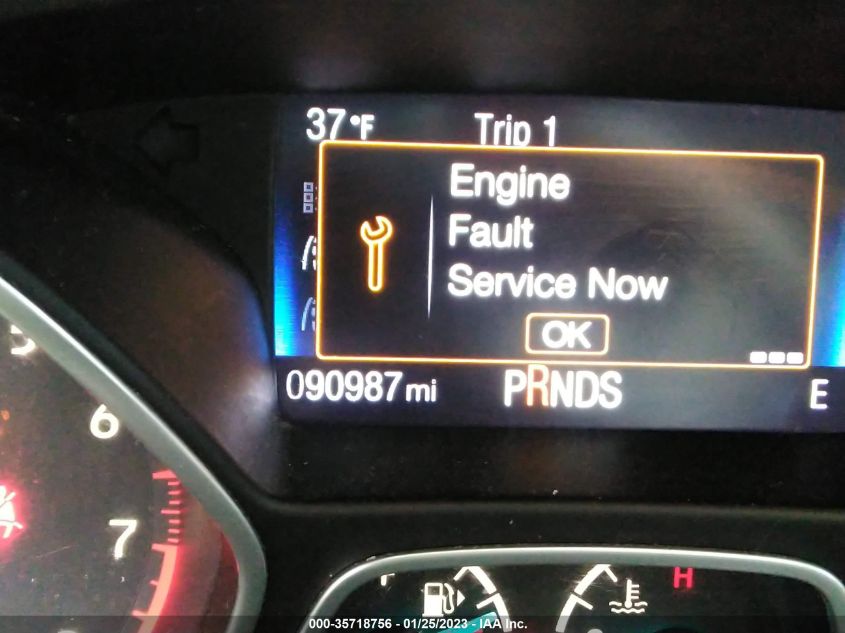 37°F Trip 1
Engine
Fault
Service Now
OK
090987 mi PRNDS E
5
6
7
H
000-35718756 - 01/25/2023 - IAA Inc.